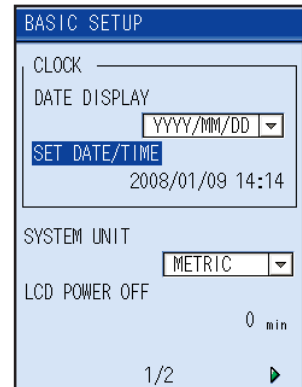 BASIC SETUP
CLOCK
DATE DISPLAY
YYYY/MM/DD
SET DATE/TIME
2008/01/09 14:14
SYSTEM UNIT
METRIC
LCD POWER OFF
0 min
1/2